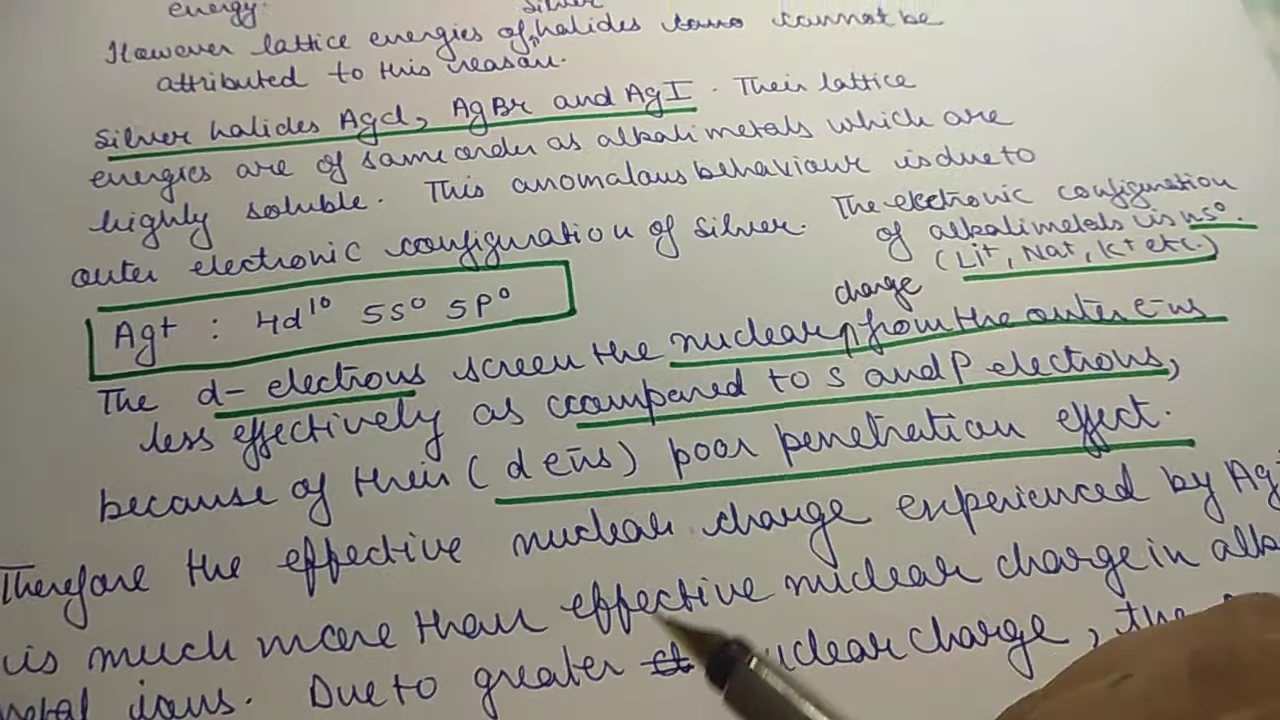 energy.
However lattice energies of silver halides cannot be
attributed to this reason.
Silver halides AgCl, AgBr and AgI. Their lattice
energies are of same order as alkali metals which are
highly soluble. This anomalous behaviour is due to
outer electronic configuration of silver. The electronic configuration
of alkali metals is ns⁰.
(Li⁺, Na⁺, K⁺ etc.)
Ag⁺ : 4d¹⁰ 5s⁰ 5p⁰
The d- electrons screen the nuclear charge from the outer e⁻ns
less effectively as compared to s and p electrons,
because of their (d e⁻ns) poor penetration effect.
Therefore the effective nuclear charge experienced by Ag⁺
is much more than effective nuclear charge in
ions. Due to greater nuclear charge, the